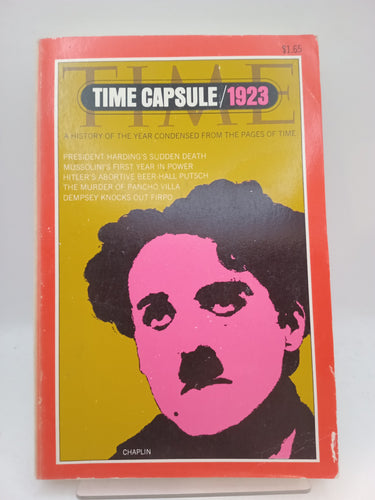 $1.65
TIME
TIME CAPSULE/1923
A HISTORY OF THE YEAR CONDENSED FROM THE PAGES OF TIME
PRESIDENT HARDING'S SUDDEN DEATH
MUSSOLINI'S FIRST YEAR IN POWER
HITLER'S ABORTIVE BEER-HALL PUTSCH
THE MURDER OF PANCHO VILLA
DEMPSEY KNOCKS OUT FIRPO
CHAPLIN